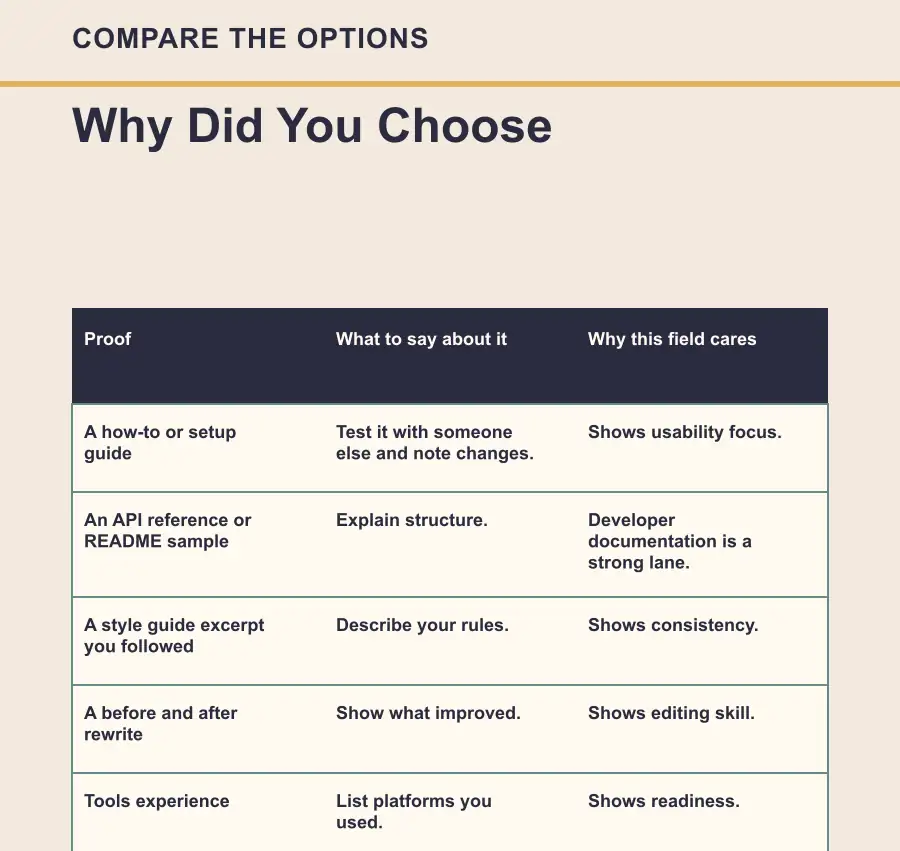 COMPARE THE OPTIONS
Why Did You Choose
Proof
What to say about it
Why this field cares
A how-to or setup
guide
Test it with someone
else and note changes.
Shows usability focus.
An API reference or
README sample
Explain structure.
Developer
documentation is a
strong lane.
A style guide excerpt
you followed
Describe your rules.
Shows consistency.
A before and after
rewrite
Show what improved.
Shows editing skill.
Tools experience
List platforms you
used.
Shows readiness.